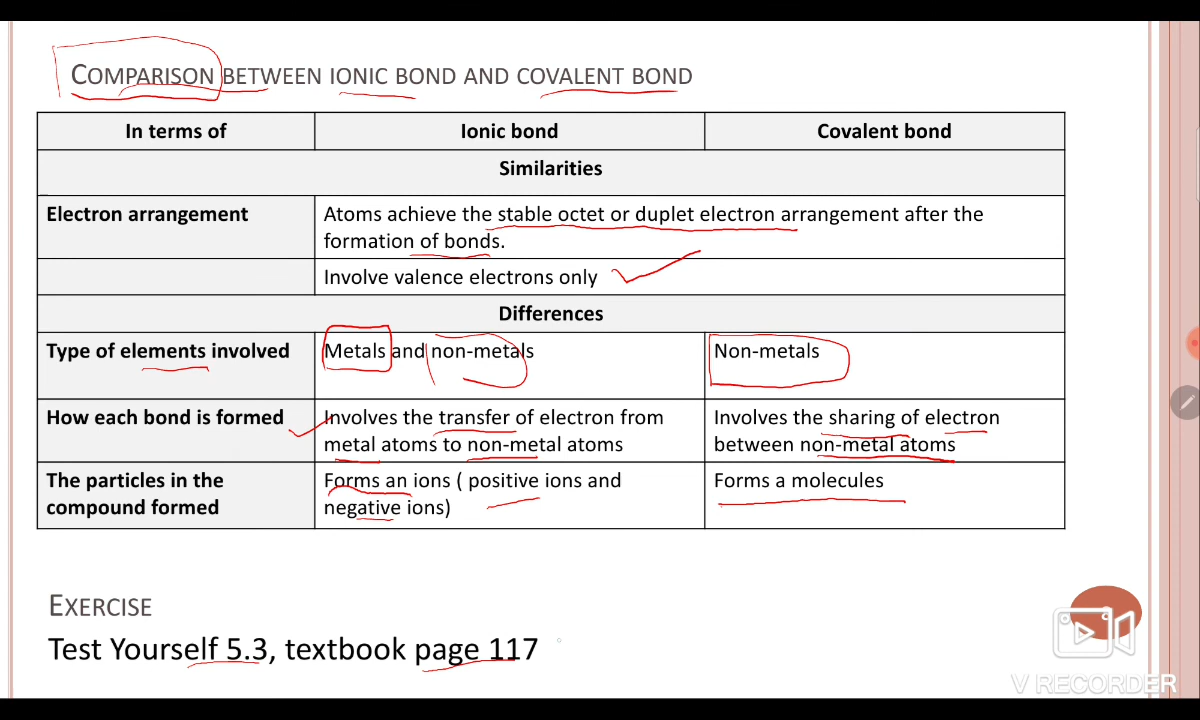 COMPARISON BETWEEN IONIC BOND AND COVALENT BOND
In terms of
Ionic bond
Covalent bond
Similarities
Electron arrangement
Atoms achieve the stable octet or duplet electron arrangement after the
formation of bonds.
Involve valence electrons only
Differences
Type of elements involved
Metals and non-metals
Non-metals
How each bond is formed
Involves the transfer of electron from
metal atoms to non-metal atoms
Involves the sharing of electron
between non-metal atoms
The particles in the
compound formed
Forms an ions ( positive ions and
negative ions)
Forms a molecules
EXERCISE
Test Yourself 5.3, textbook page 117
V RECORDER